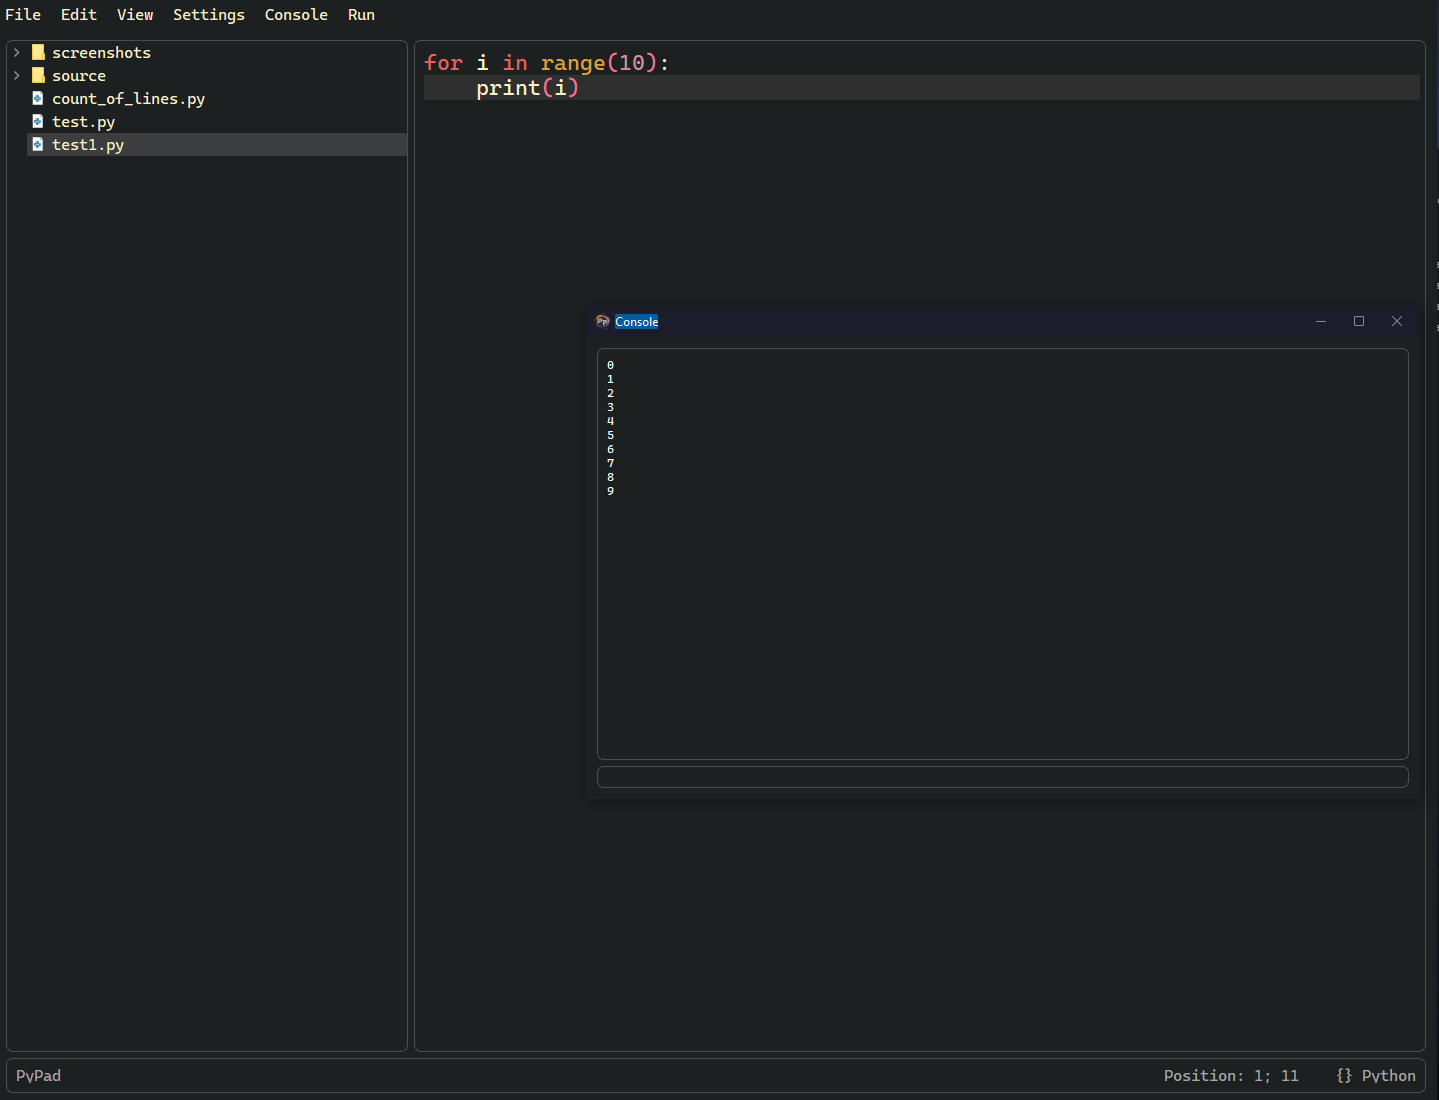 File Edit View Settings Console Run
screenshots
source
count_of_lines.py
test.py
test1.py
for i in range(10):
    print(i)
Console
0
1
2
3
4
5
6
7
8
9
PyPad
Position: 1; 11 {} Python